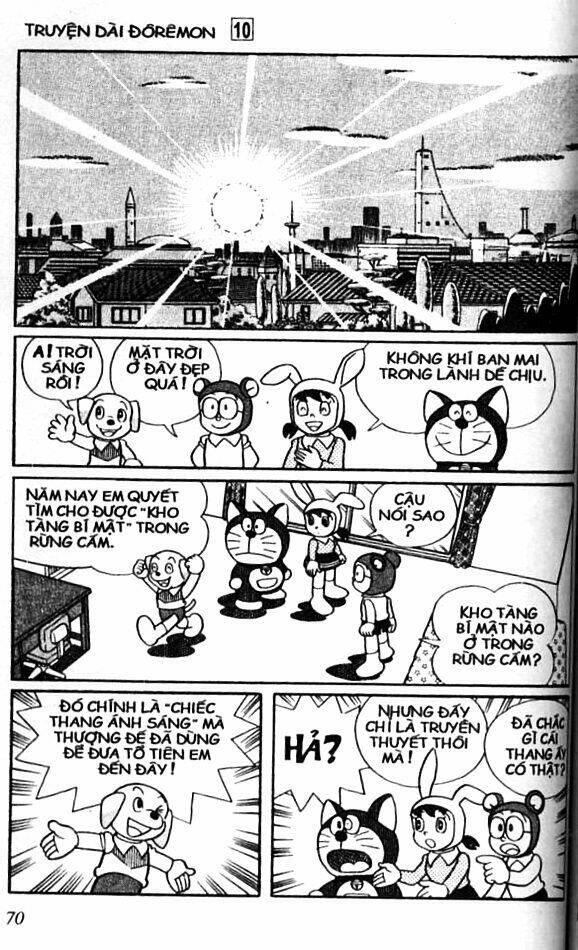 TRUYỆN DÀI ĐÔRÊMON 10
A! TRỜI
SÁNG
RỒI!
MẶT TRỜI
Ở ĐÂY ĐẸP
QUÁ!
KHÔNG KHÍ BAN MAI
TRONG LÀNH DỄ CHỊU.
NĂM NAY EM QUYẾT
TÌM CHO ĐƯỢC "KHO
TÀNG BÍ MẬT" TRONG
RỪNG CẤM.
CẬU
NÓI SAO
?
KHO TÀNG
BÍ MẬT NÀO
Ở TRONG
RỪNG CẤM?
ĐÓ CHÍNH LÀ "CHIẾC
THANG ÁNH SÁNG" MÀ
THƯỢNG ĐẾ ĐÃ DÙNG
ĐỂ ĐƯA TỔ TIÊN EM
ĐẾN ĐÂY!
HẢ?
NHƯNG ĐẤY
CHỈ LÀ TRUYỀN
THUYẾT THÔI
MÀ!
ĐÃ CHẮC
GÌ CÁI
THANG ẤY
CÓ THẬT?
70